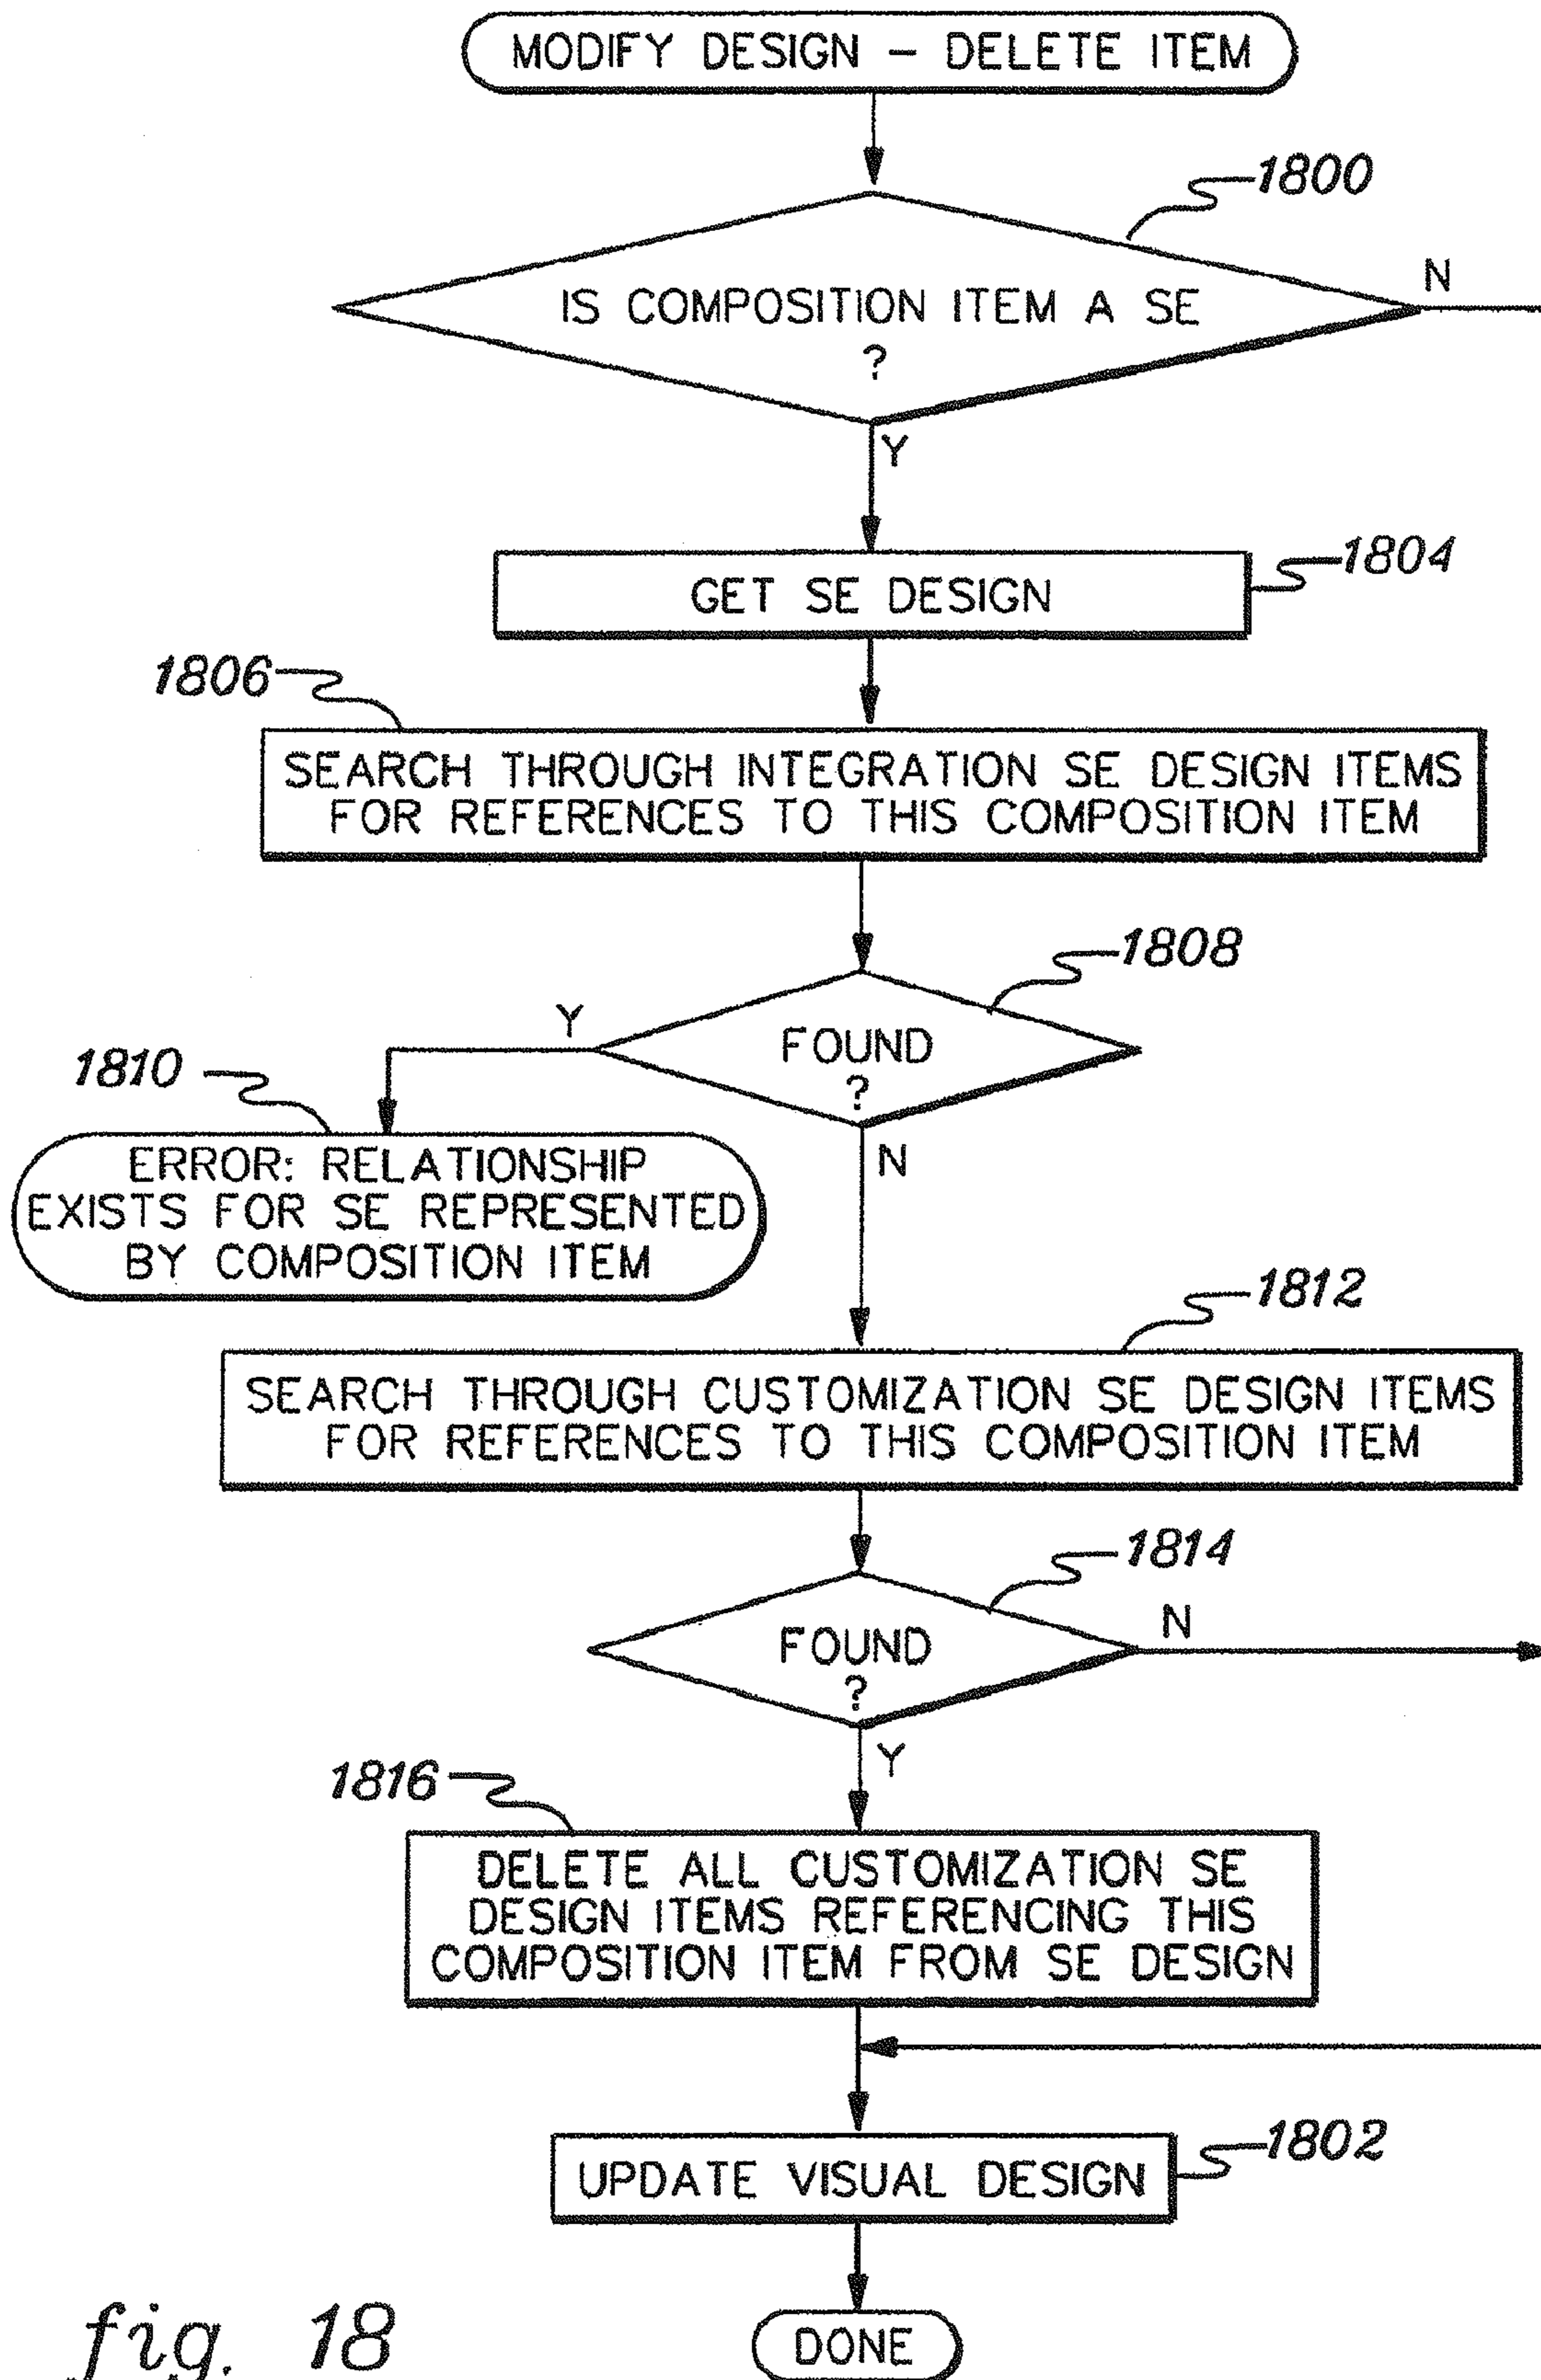 MODIFY DESIGN - DELETE ITEM
1800
IS COMPOSITION ITEM A SE
?
N
Y
GET SE DESIGN
1804
1806
SEARCH THROUGH INTEGRATION SE DESIGN ITEMS
FOR REFERENCES TO THIS COMPOSITION ITEM
1808
FOUND
?
Y
N
1810
ERROR: RELATIONSHIP
EXISTS FOR SE REPRESENTED
BY COMPOSITION ITEM
1812
SEARCH THROUGH CUSTOMIZATION SE DESIGN ITEMS
FOR REFERENCES TO THIS COMPOSITION ITEM
1814
FOUND
?
N
Y
1816
DELETE ALL CUSTOMIZATION SE
DESIGN ITEMS REFERENCING THIS
COMPOSITION ITEM FROM SE DESIGN
1802
UPDATE VISUAL DESIGN
DONE
fig. 18